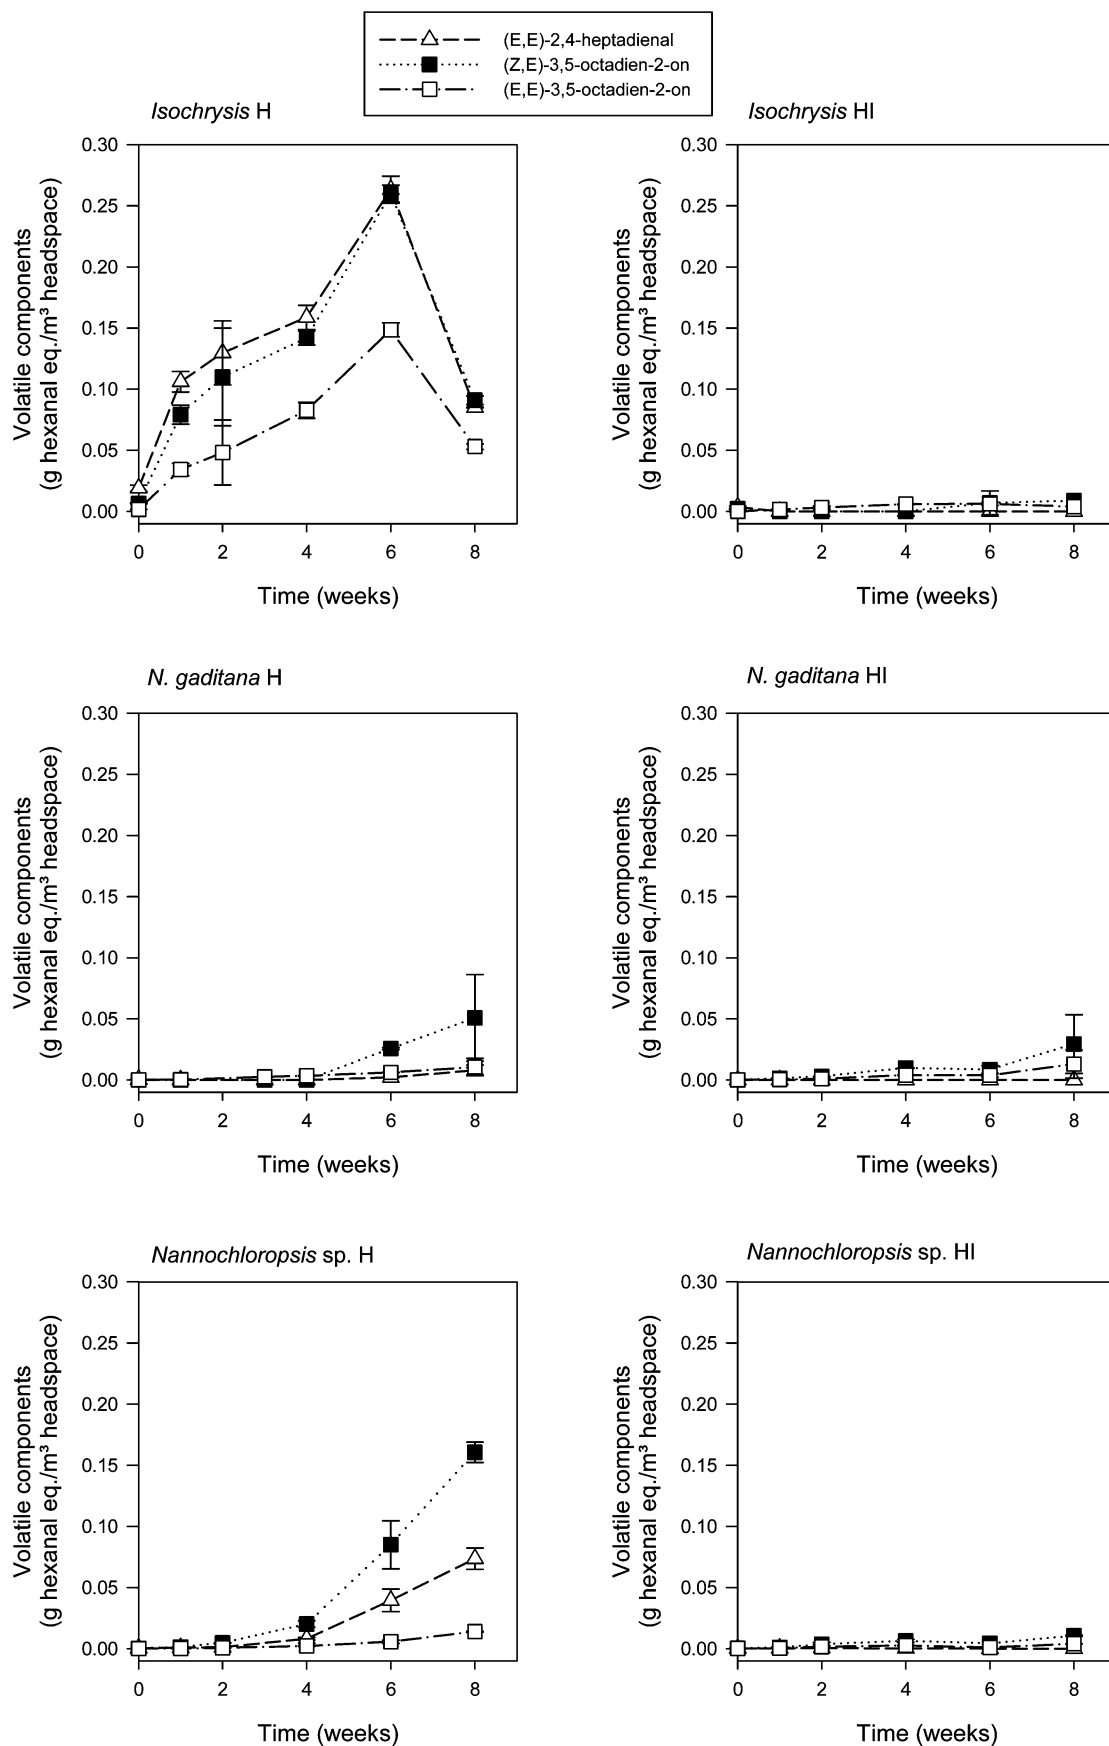 (E,E)-2,4-heptadienal
(Z,E)-3,5-octadien-2-on
(E,E)-3,5-octadien-2-on
Isochrysis H
0.30
0.25
0.20
0.15
0.10
0.05
0.00
Volatile components
(g hexanal eq./m³ headspace)
0 2 4 6 8
Time (weeks)
Isochrysis HI
0.30
0.25
0.20
0.15
0.10
0.05
0.00
Volatile components
(g hexanal eq./m³ headspace)
0 2 4 6 8
Time (weeks)
N. gaditana H
0.30
0.25
0.20
0.15
0.10
0.05
0.00
Volatile components
(g hexanal eq./m³ headspace)
0 2 4 6 8
Time (weeks)
N. gaditana HI
0.30
0.25
0.20
0.15
0.10
0.05
0.00
Volatile components
(g hexanal eq./m³ headspace)
0 2 4 6 8
Time (weeks)
Nannochloropsis sp. H
0.30
0.25
0.20
0.15
0.10
0.05
0.00
Volatile components
(g hexanal eq./m³ headspace)
0 2 4 6 8
Time (weeks)
Nannochloropsis sp. HI
0.30
0.25
0.20
0.15
0.10
0.05
0.00
Volatile components
(g hexanal eq./m³ headspace)
0 2 4 6 8
Time (weeks)